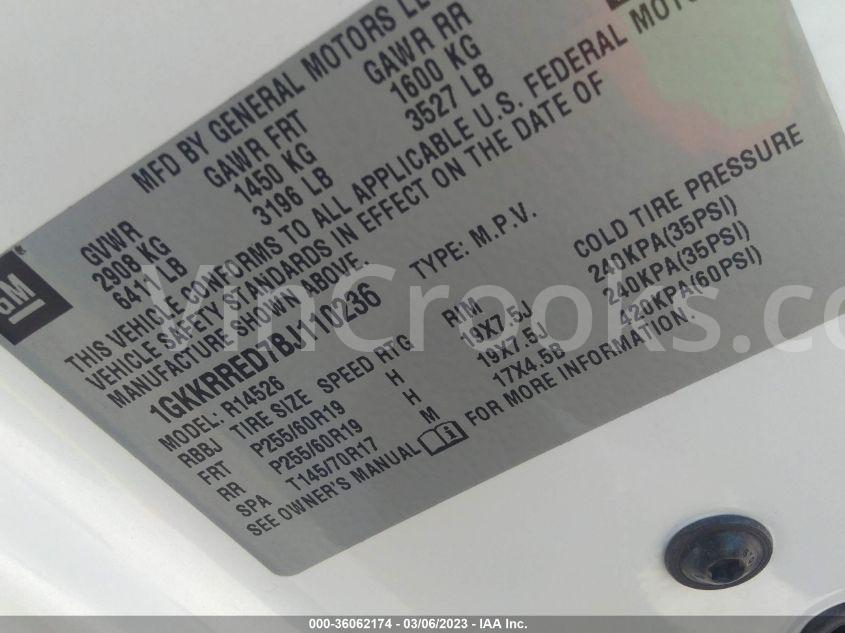 MFD BY GENERAL MOTORS LL
GVWR GAWR FRT GAWR RR
2908 KG 1450 KG 1600 KG
6411 LB 3196 LB 3527 LB
THIS VEHICLE CONFORMS TO ALL APPLICABLE U.S. FEDERAL MOTOR
VEHICLE SAFETY STANDARDS IN EFFECT ON THE DATE OF
MANUFACTURE SHOWN ABOVE.
1GKKRRED7BJ110236 TYPE: M.P.V.
MODEL: R14526
RBBJ TIRE SIZE SPEED RTG RIM COLD TIRE PRESSURE
FRT P255/60R19 H 19X7.5J 240KPA(35PSI)
RR P255/60R19 H 19X7.5J 240KPA(35PSI)
SPA T145/70R17 M 17X4.5B 420KPA(60PSI)
SEE OWNER'S MANUAL FOR MORE INFORMATION.
GM
VinCrooks.com
000-36062174 - 03/06/2023 - IAA Inc.